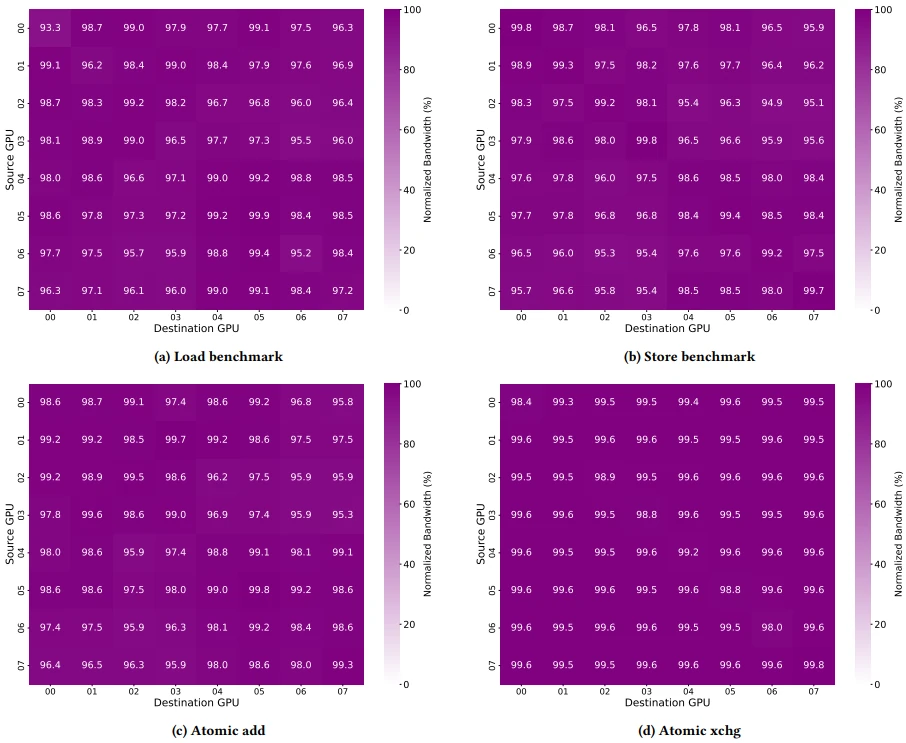 00 93.3 98.7 99.0 97.9 97.7 99.1 97.5 96.3
01 99.1 96.2 98.4 99.0 98.4 97.9 97.6 96.9
02 98.7 98.3 99.2 98.2 96.7 96.8 96.0 96.4
03 98.1 98.9 99.0 96.5 97.7 97.3 95.5 96.0
04 98.0 98.6 96.6 97.1 99.0 99.2 98.8 98.5
05 98.6 97.8 97.3 97.2 99.2 99.9 98.4 98.5
06 97.7 97.5 95.7 95.9 98.8 99.4 95.2 98.4
07 96.3 97.1 96.1 96.0 99.0 99.1 98.4 97.2
00 01 02 03 04 05 06 07
Source GPU
Destination GPU
100
80
60
40
20
0
Normalized Bandwidth (%)
(a) Load benchmark
00 99.8 98.7 98.1 96.5 97.8 98.1 96.5 95.9
01 98.9 99.3 97.5 98.2 97.6 97.7 96.4 96.2
02 98.3 97.5 99.2 98.1 95.4 96.3 94.9 95.1
03 97.9 98.6 98.0 99.8 96.5 96.6 95.9 95.6
04 97.6 97.8 96.0 97.5 98.6 98.5 98.0 98.4
05 97.7 97.8 96.8 96.8 98.4 99.4 98.5 98.4
06 96.5 96.0 95.3 95.4 97.6 97.6 99.2 97.5
07 95.7 96.6 95.8 95.4 98.5 98.5 98.0 99.7
00 01 02 03 04 05 06 07
Source GPU
Destination GPU
100
80
60
40
20
0
Normalized Bandwidth (%)
(b) Store benchmark
00 98.6 98.7 99.1 97.4 98.6 99.2 96.8 95.8
01 99.2 99.2 98.5 99.7 99.2 98.6 97.5 97.5
02 99.2 98.9 99.5 98.6 96.2 97.5 95.9 95.9
03 97.8 99.6 98.6 99.0 96.9 97.4 95.9 95.3
04 98.0 98.6 95.9 97.4 98.8 99.1 98.1 99.1
05 98.6 98.6 97.5 98.0 99.0 99.8 99.2 98.6
06 97.4 97.5 95.9 96.3 98.1 99.2 98.4 98.6
07 96.4 96.5 96.3 95.9 98.0 98.6 98.0 99.3
00 01 02 03 04 05 06 07
Source GPU
Destination GPU
100
80
60
40
20
0
Normalized Bandwidth (%)
(c) Atomic add
00 98.4 99.3 99.5 99.5 99.4 99.6 99.5 99.5
01 99.6 99.5 99.6 99.6 99.5 99.5 99.6 99.5
02 99.5 99.5 98.9 99.5 99.6 99.6 99.6 99.6
03 99.6 99.6 99.5 98.8 99.6 99.5 99.5 99.6
04 99.6 99.5 99.5 99.6 99.2 99.6 99.6 99.6
05 99.6 99.6 99.6 99.5 99.6 98.8 99.6 99.6
06 99.6 99.5 99.6 99.6 99.5 99.5 98.0 99.6
07 99.6 99.5 99.5 99.6 99.6 99.6 99.6 99.8
00 01 02 03 04 05 06 07
Source GPU
Destination GPU
100
80
60
40
20
0
Normalized Bandwidth (%)
(d) Atomic xchg